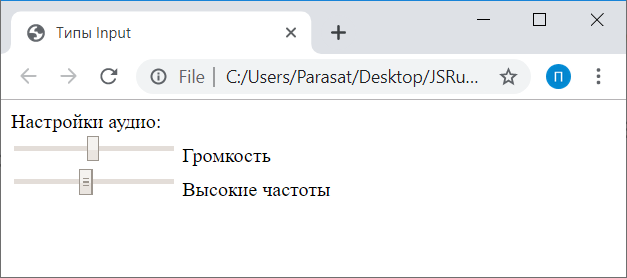 Типы Input
File | C:/Users/Parasat/Desktop/JSRu... П
Настройки аудио:
Громкость
Высокие частоты